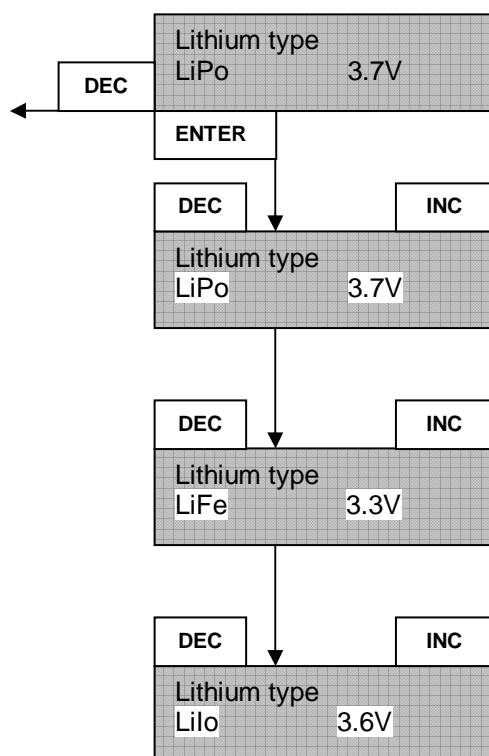 Lithium type
LiPo 3.7V
DEC
ENTER
DEC INC
Lithium type
LiPo 3.7V
DEC INC
Lithium type
LiFe 3.3V
DEC INC
Lithium type
LiIo 3.6V